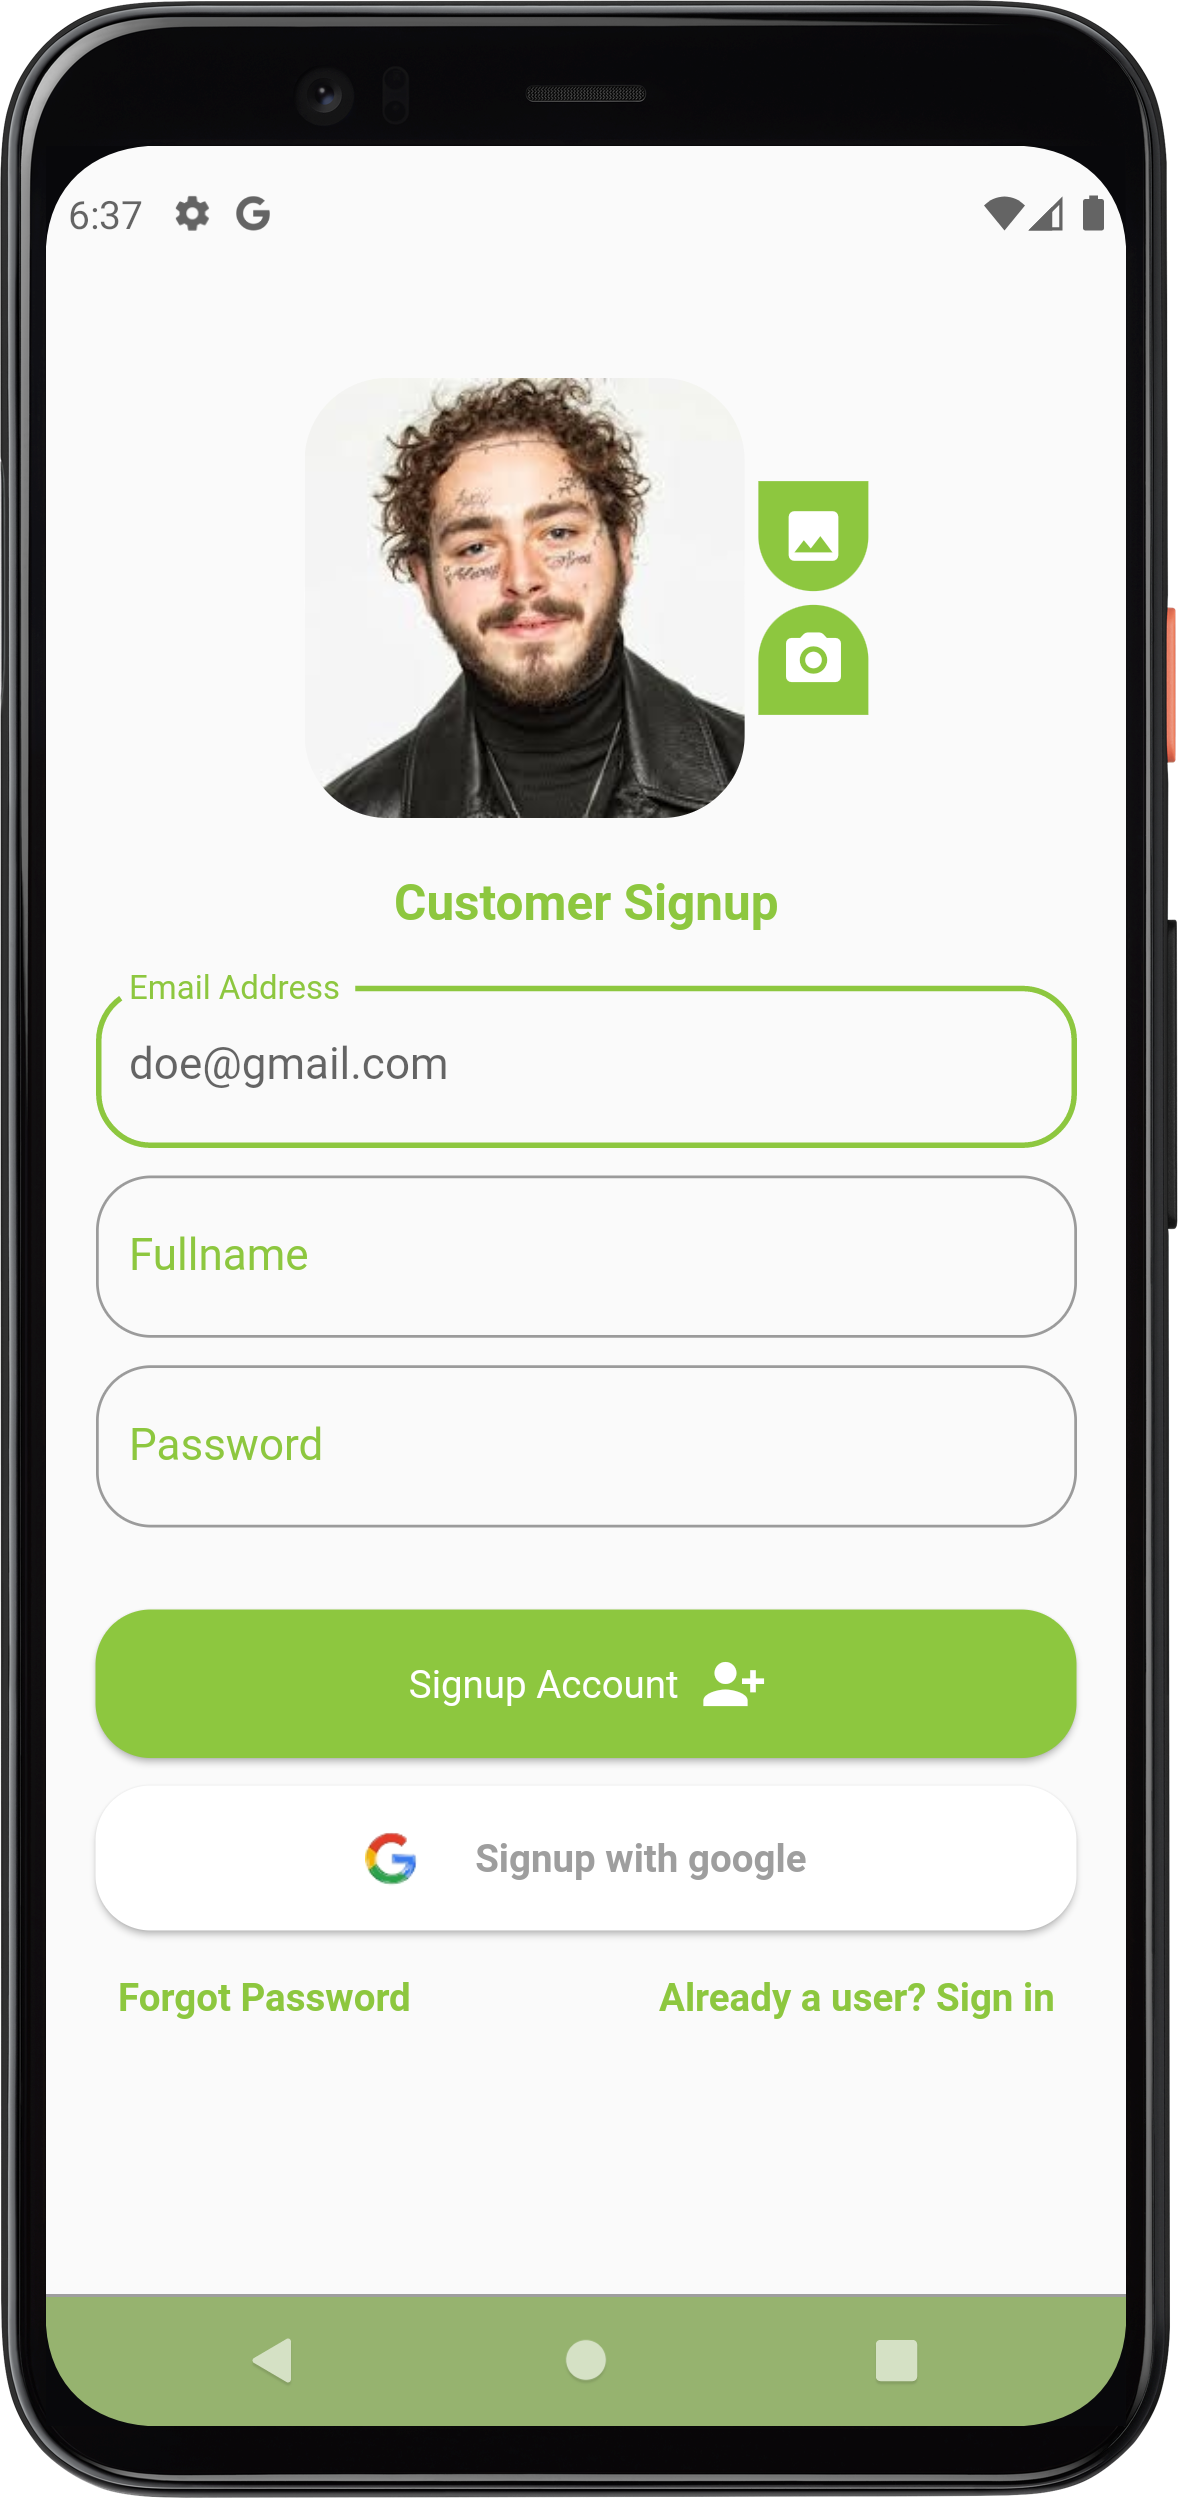 6:37
Customer Signup
Email Address
doe@gmail.com
Fullname
Password
Signup Account
Signup with google
Forgot Password
Already a user? Sign in